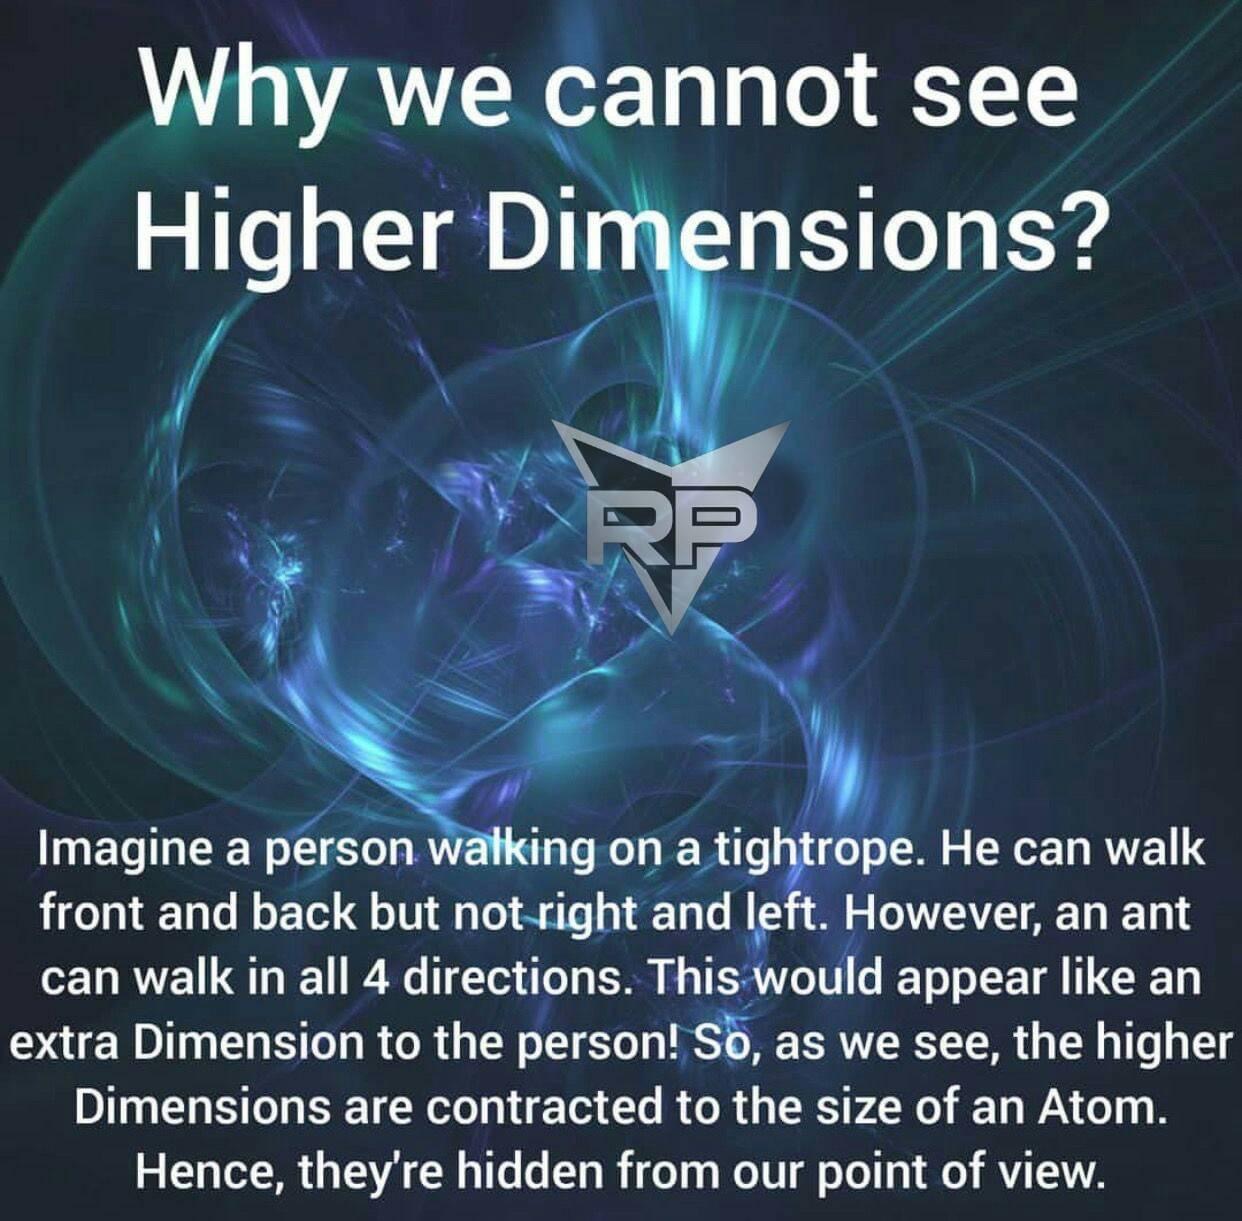 Why we cannot see
Higher Dimensions?
RP
Imagine a person walking on a tightrope. He can walk
front and back but not right and left. However, an ant
can walk in all 4 directions. This would appear like an
extra Dimension to the person! So, as we see, the higher
Dimensions are contracted to the size of an Atom.
Hence, they're hidden from our point of view.